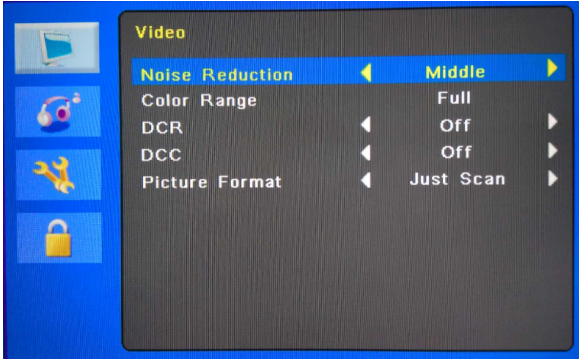 Video
Noise Reduction Middle
Color Range Full
DCR Off
DCC Off
Picture Format Just Scan